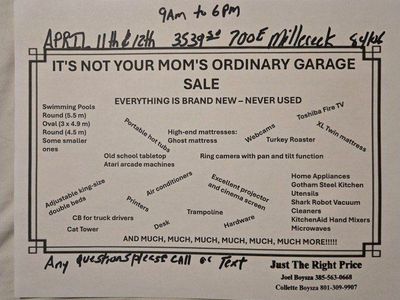 9AM to 6PM
APRIL 11th & 12th 3539 So 700 E Millcreek 84106
IT'S NOT YOUR MOM'S ORDINARY GARAGE
SALE
EVERYTHING IS BRAND NEW – NEVER USED
Swimming Pools
Round (5.5 m)
Oval (3 x 4.9 m)
Round (4.5 m)
Some smaller
ones
Portable hot tubs
High-end mattresses:
Ghost mattress
Webcams
Toshiba Fire TV
XL Twin mattress
Turkey Roaster
Old school tabletop
Atari arcade machines
Ring camera with pan and tilt function
Adjustable king-size
double beds
Printers
Air conditioners
Excellent projector
and cinema screen
Home Appliances
Gotham Steel Kitchen
Utensils
Shark Robot Vacuum
Cleaners
KitchenAid Hand Mixers
Microwaves
CB for truck drivers
Cat Tower
Desk
Trampoline
Hardware
AND MUCH, MUCH, MUCH, MUCH, MUCH MORE!!!!!
Any questions please call or Text
Just The Right Price
Joel Boysza 385-563-0668
Collette Boysza 801-309-9907